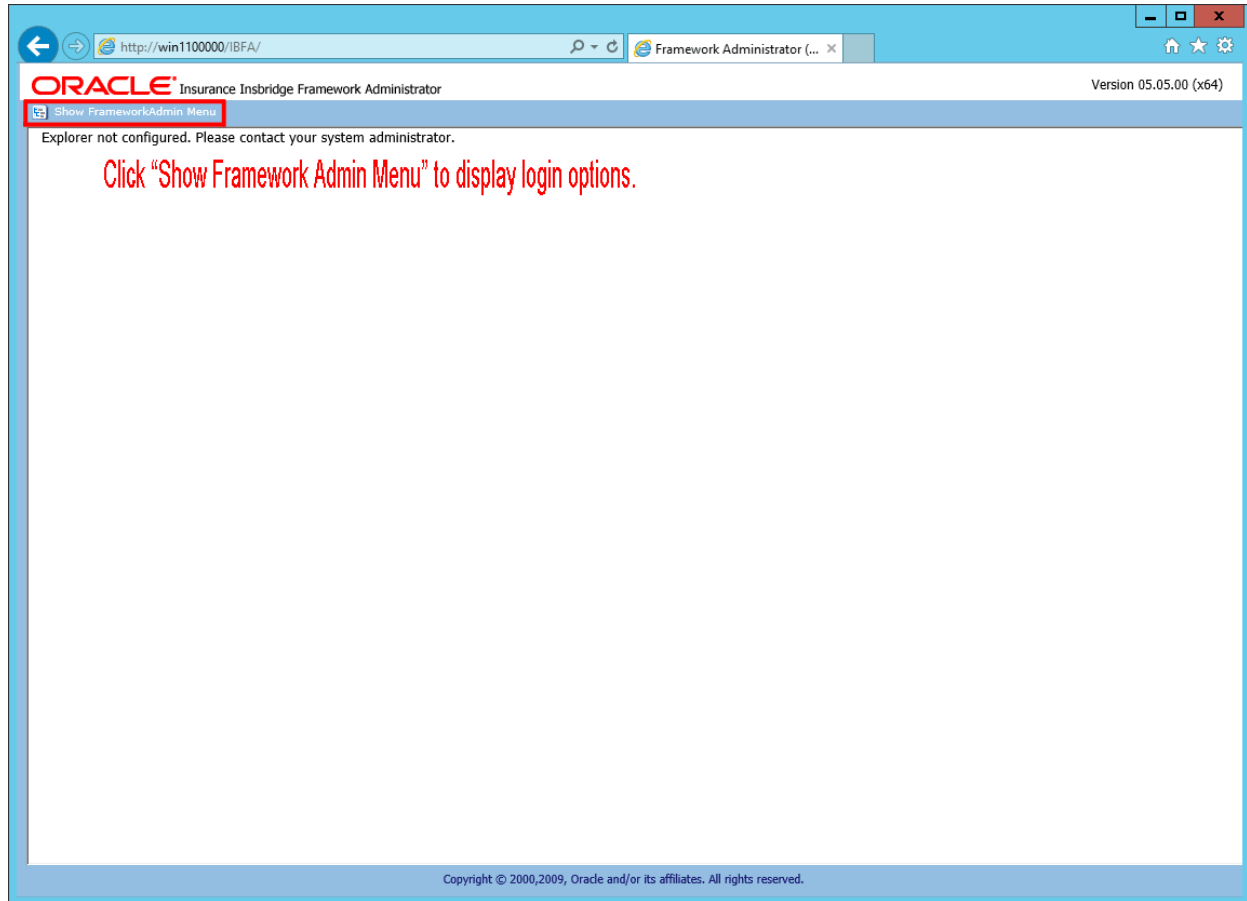 http://win1100000/IBFA/
Framework Administrator (...
ORACLE® Insurance Insbridge Framework Administrator
Version 05.05.00 (x64)
Show FrameworkAdmin Menu
Explorer not configured. Please contact your system administrator.
Click “Show Framework Admin Menu” to display login options.
Copyright © 2000,2009, Oracle and/or its affiliates. All rights reserved.